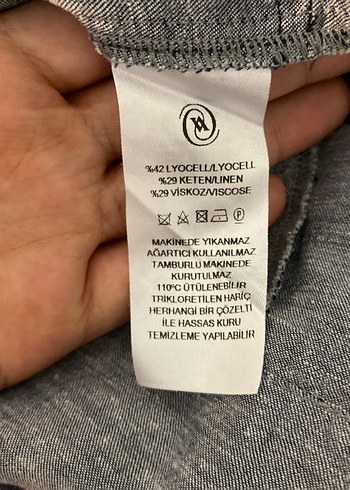 %42 LYOCELL/LYOCELL
%29 KETEN/LINEN
%29 VİSKOZ/VISCOSE
MAKİNEDE YIKANMAZ
AĞARTICI KULLANILMAZ
TAMBURLU MAKİNEDE
KURUTULMAZ
110ºC ÜTÜLENEBİLİR
TRİKLORETİLEN HARİÇ
HERHANGİ BİR ÇÖZELTİ
İLE HASSAS KURU
TEMİZLEME YAPILABİLİR